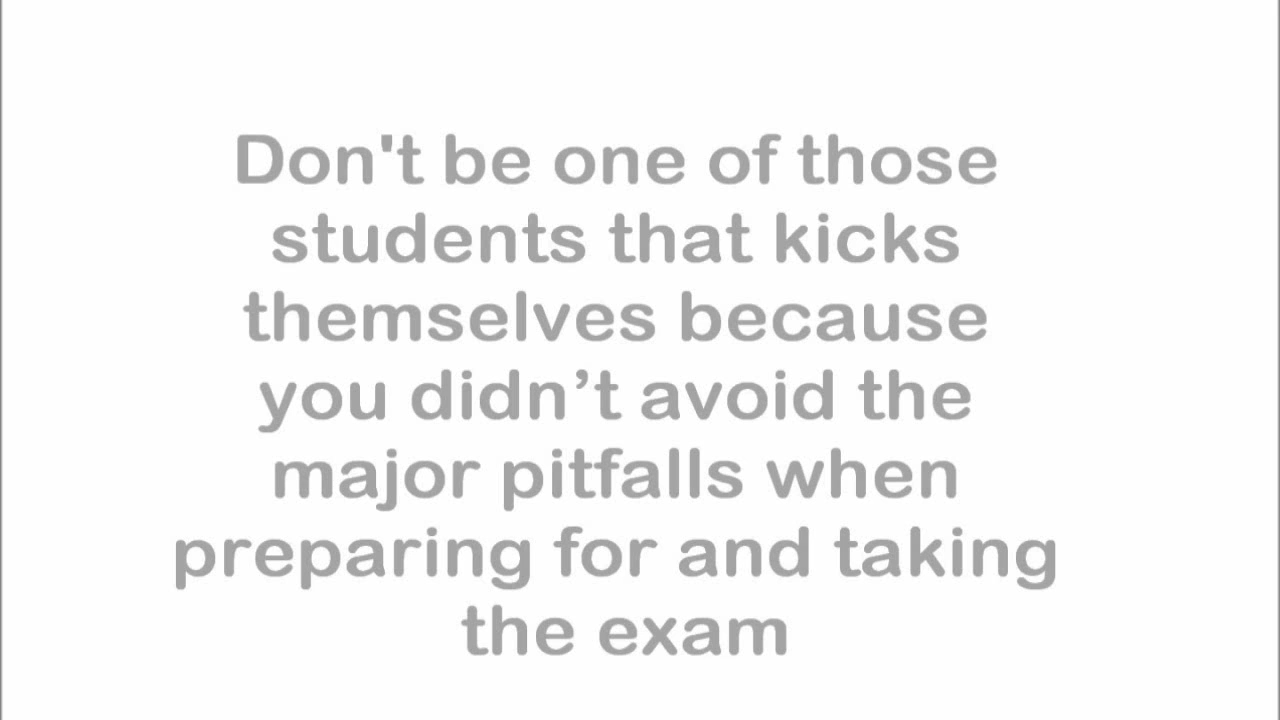 Don't be one of those
students that kicks
themselves because
you didn’t avoid the
major pitfalls when
preparing for and taking
the exam